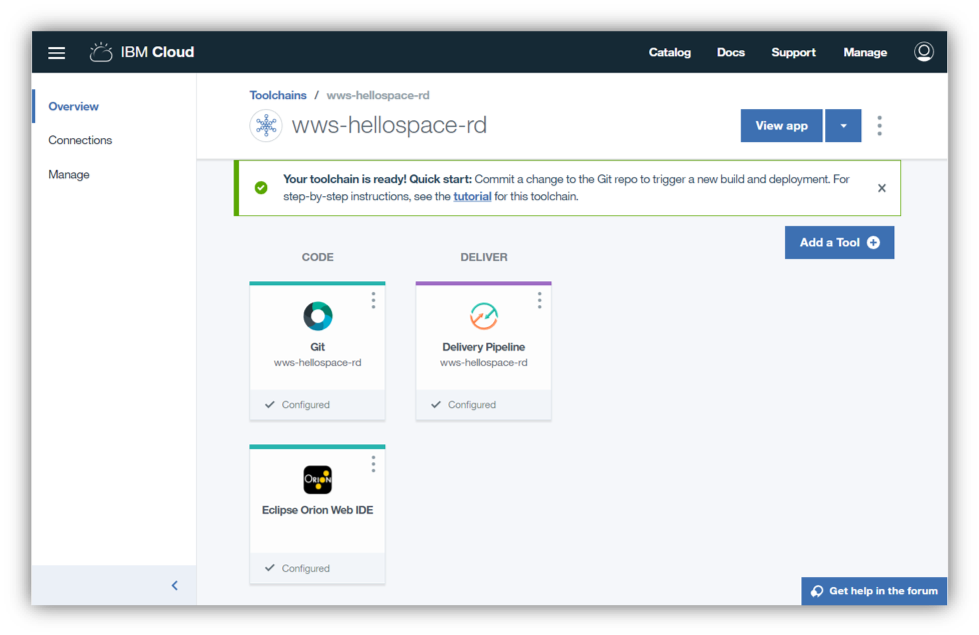 IBM Cloud
Catalog
Docs
Support
Manage
Overview
Connections
Manage
Toolchains / wws-hellospace-rd
wws-hellospace-rd
View app
Your toolchain is ready! Quick start: Commit a change to the Git repo to trigger a new build and deployment. For
step-by-step instructions, see the tutorial for this toolchain.
Add a Tool
CODE
DELIVER
Git
wws-hellospace-rd
Configured
Delivery Pipeline
wws-hellospace-rd
Configured
ORION
Eclipse Orion Web IDE
Configured
Get help in the forum